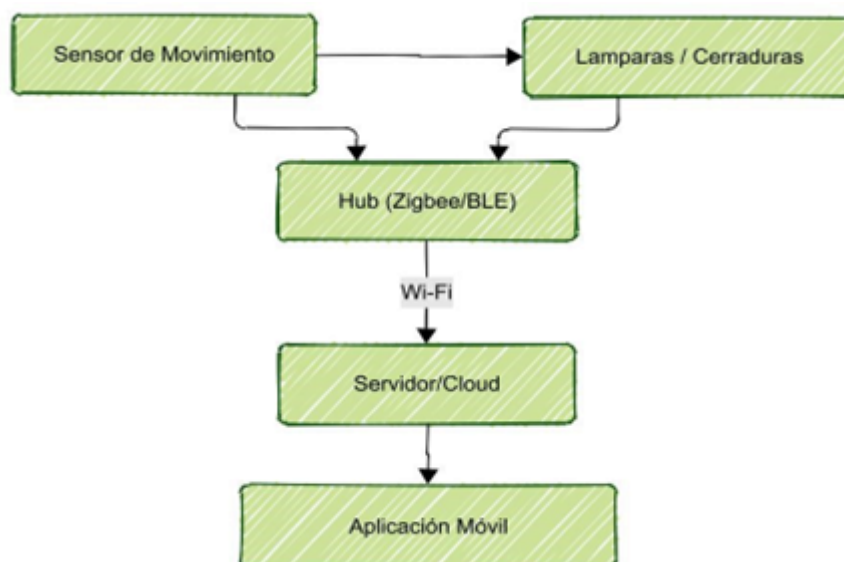 Sensor de Movimiento
Lamparas / Cerraduras
Hub (Zigbee/BLE)
Wi-Fi
Servidor/Cloud
Aplicación Móvil